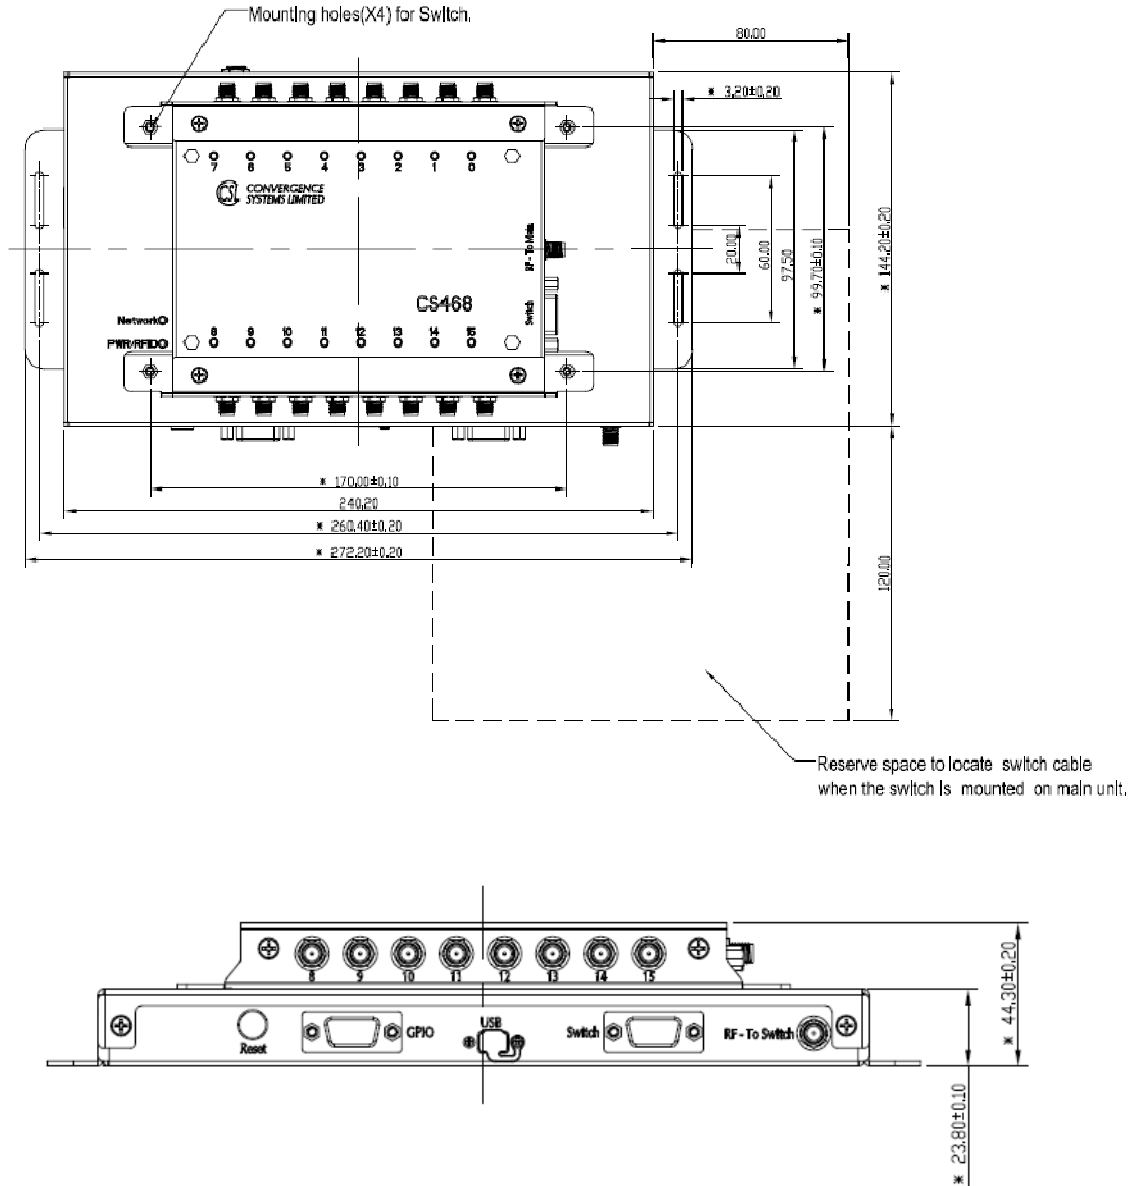 Mounting holes(X4) for Switch.
80.00
* 3.20±0.20
7 6 5 4 3 2 1 0
CSL CONVERGENCE
SYSTEMS LIMITED
RF - To Main
Switch
CS468
Network
PWR/RFID
8 9 10 11 12 13 14 15
20.00
60.00
97.50
* 99.70±0.10
* 144.20±0.20
* 170.00±0.10
240.20
* 260.40±0.20
* 272.20±0.20
120.00
Reserve space to locate switch cable
when the switch is mounted on main unit.
8 9 10 11 12 13 14 15
Reset
GPIO
USB
Switch
RF - To Switch
* 44.30±0.20
* 23.80±0.10